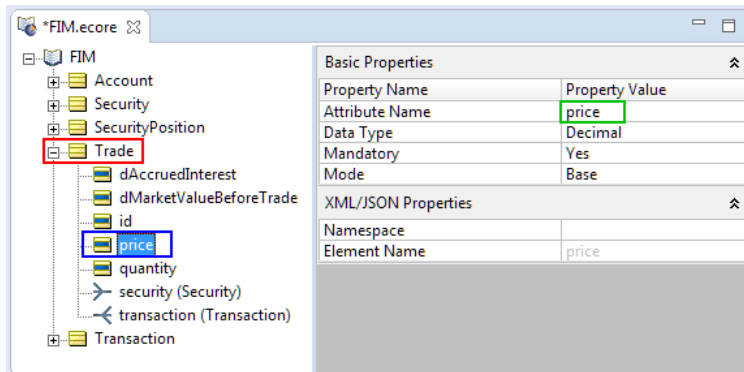 *FIM.ecore
FIM
Account
Security
SecurityPosition
Trade
dAccruedInterest
dMarketValueBeforeTrade
id
price
quantity
security (Security)
transaction (Transaction)
Transaction
Basic Properties
Property Name Property Value
Attribute Name price
Data Type Decimal
Mandatory Yes
Mode Base
XML/JSON Properties
Namespace
Element Name price